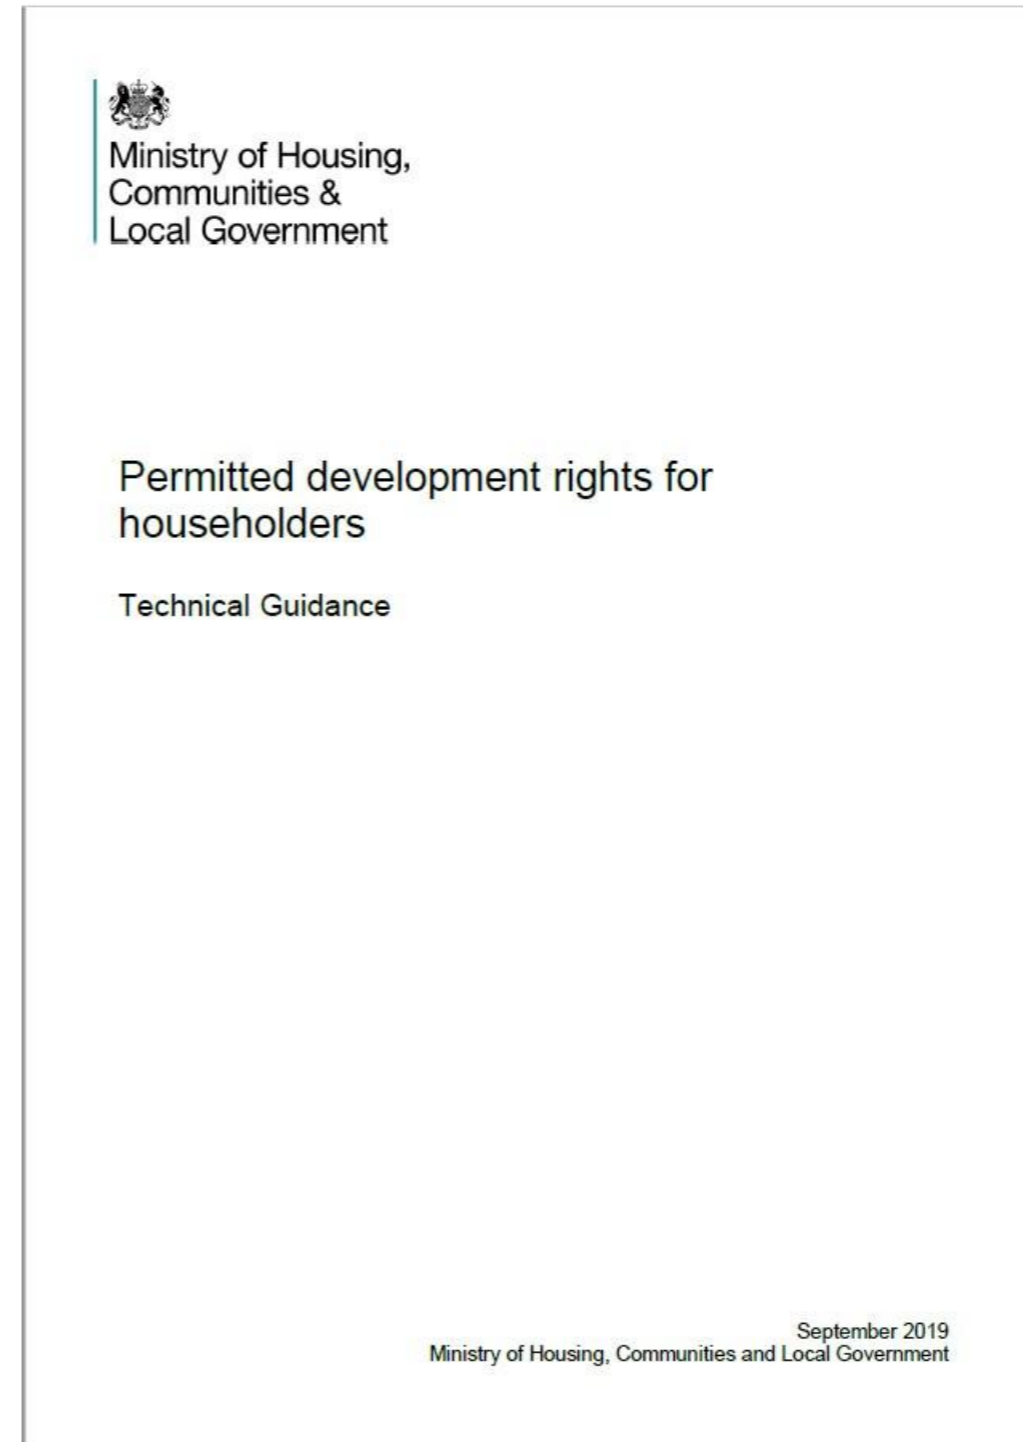 Ministry of Housing,
Communities &
Local Government
Permitted development rights for
householders
Technical Guidance
September 2019
Ministry of Housing, Communities and Local Government